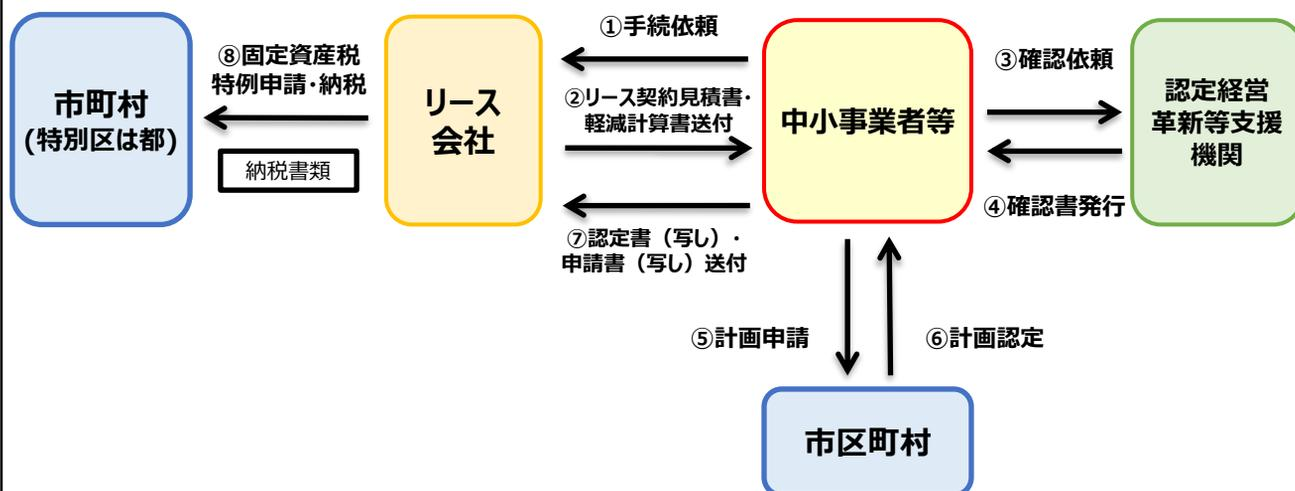 ①手続依頼
⑧固定資産税
特例申請・納税
③確認依頼
市町村
(特別区は都)
リース
会社
②リース契約見積書・
軽減計算書送付
中小事業者等
認定経営
革新等支援
機関
納税書類
④確認書発行
⑦認定書（写し）・
申請書（写し）送付
⑤計画申請
⑥計画認定
市区町村